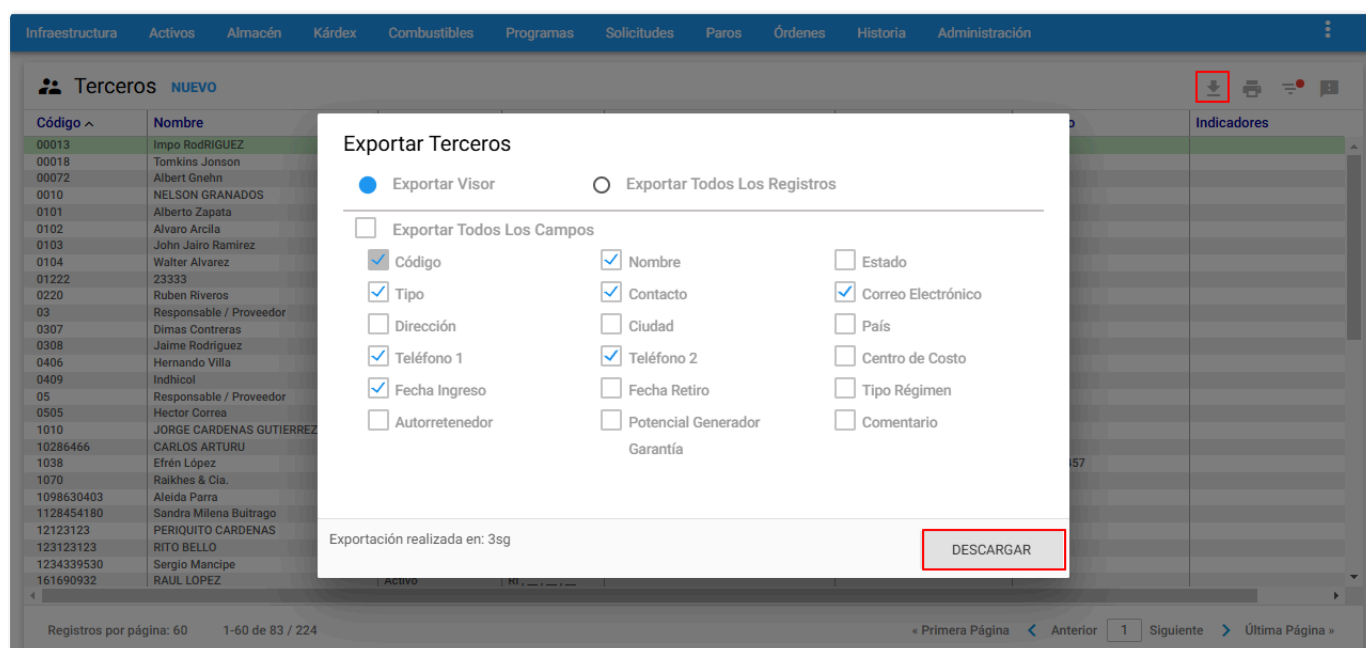 Infraestructura Activos Almacén Kárdex Combustibles Programas Solicitudes Paros Órdenes Historia Administración
Terceros NUEVO
Código Nombre Indicadores
00013 Impo RodRIGUEZ
00018 Tomkins Jonson
00072 Albert Gnehn
0010 NELSON GRANADOS
0101 Alberto Zapata
0102 Alvaro Arcila
0103 John Jairo Ramirez
0104 Walter Alvarez
01222 23333
0220 Ruben Riveros
03 Responsable / Proveedor
0307 Dimas Contreras
0308 Jaime Rodriguez
0406 Hernando Villa
0409 Indhicol
05 Responsable / Proveedor
0505 Hector Correa
1010 JORGE CARDENAS GUTIERREZ
10286466 CARLOS ARTURU
1038 Efrén López
1070 Raikhes & Cia.
1098630403 Aleida Parra
1128454180 Sandra Milena Buitrago
12123123 PERIQUITO CARDENAS
123123123 RITO BELLO
1234339530 Sergio Mancipe
161690932 RAUL LOPEZ Activo
Exportar Terceros
Exportar Visor Exportar Todos Los Registros
Exportar Todos Los Campos
Código Nombre Estado
Tipo Contacto Correo Electrónico
Dirección Ciudad País
Teléfono 1 Teléfono 2 Centro de Costo
Fecha Ingreso Fecha Retiro Tipo Régimen
Autorretenedor Potencial Generador Comentario
Garantía
Exportación realizada en: 3sg DESCARGAR
Registros por página: 60 1-60 de 83 / 224 « Primera Página Anterior 1 Siguiente Última Página »